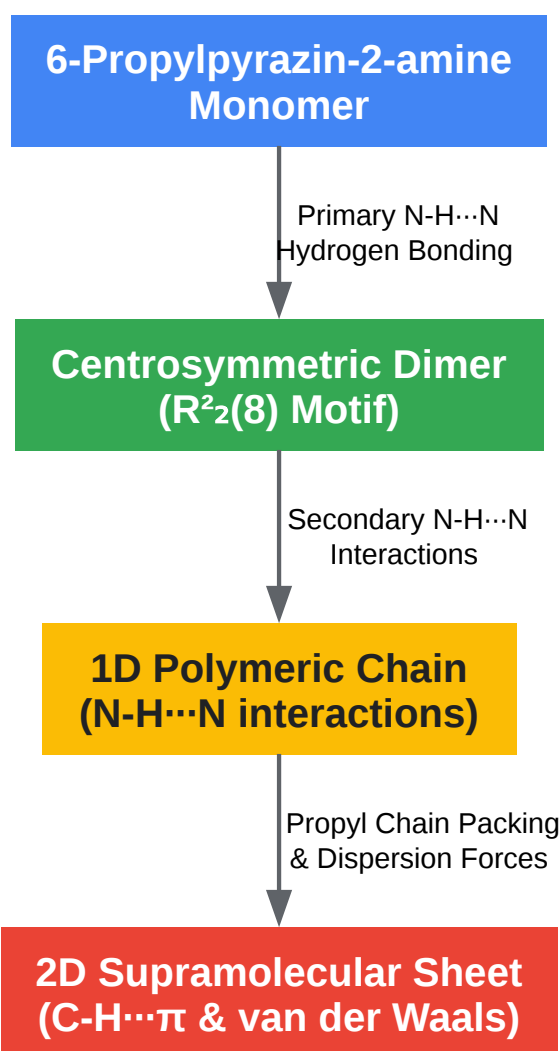 6-Propylpyrazin-2-amine
Monomer
Primary N-H···N
Hydrogen Bonding
Centrosymmetric Dimer
(R²₂(8) Motif)
Secondary N-H···N
Interactions
1D Polymeric Chain
(N-H···N interactions)
Propyl Chain Packing
& Dispersion Forces
2D Supramolecular Sheet
(C-H···π & van der Waals)